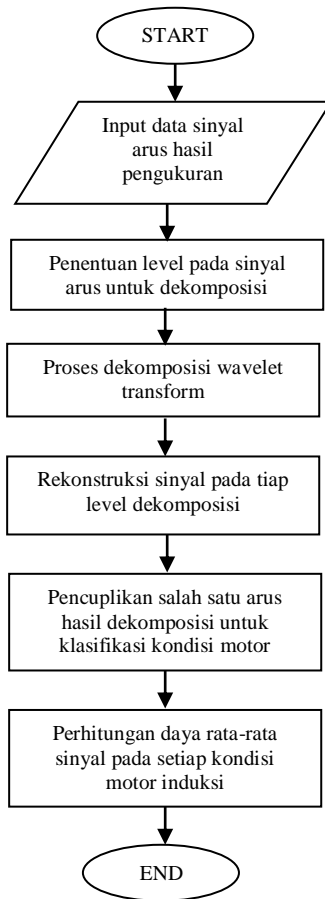 START
Input data sinyal
arus hasil
pengukuran
Penentuan level pada sinyal
arus untuk dekomposisi
Proses dekomposisi wavelet
transform
Rekonstruksi sinyal pada tiap
level dekomposisi
Pencuplikan salah satu arus
hasil dekomposisi untuk
klasifikasi kondisi motor
Perhitungan daya rata-rata
sinyal pada setiap kondisi
motor induksi
END